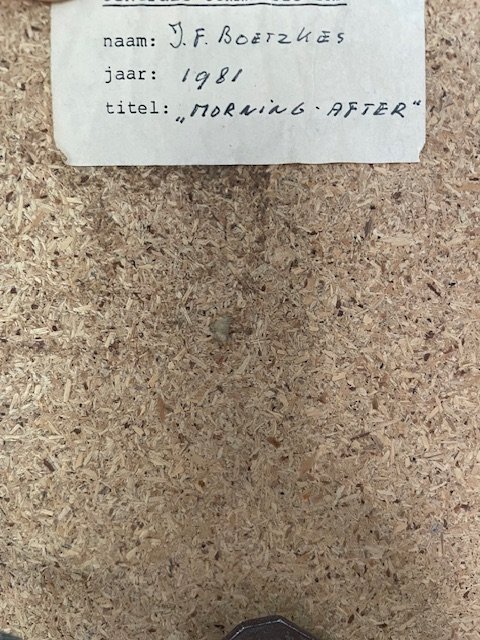 naam: J.F. BOETZKES
jaar: 1981
titel: „MORNING-AFTER"